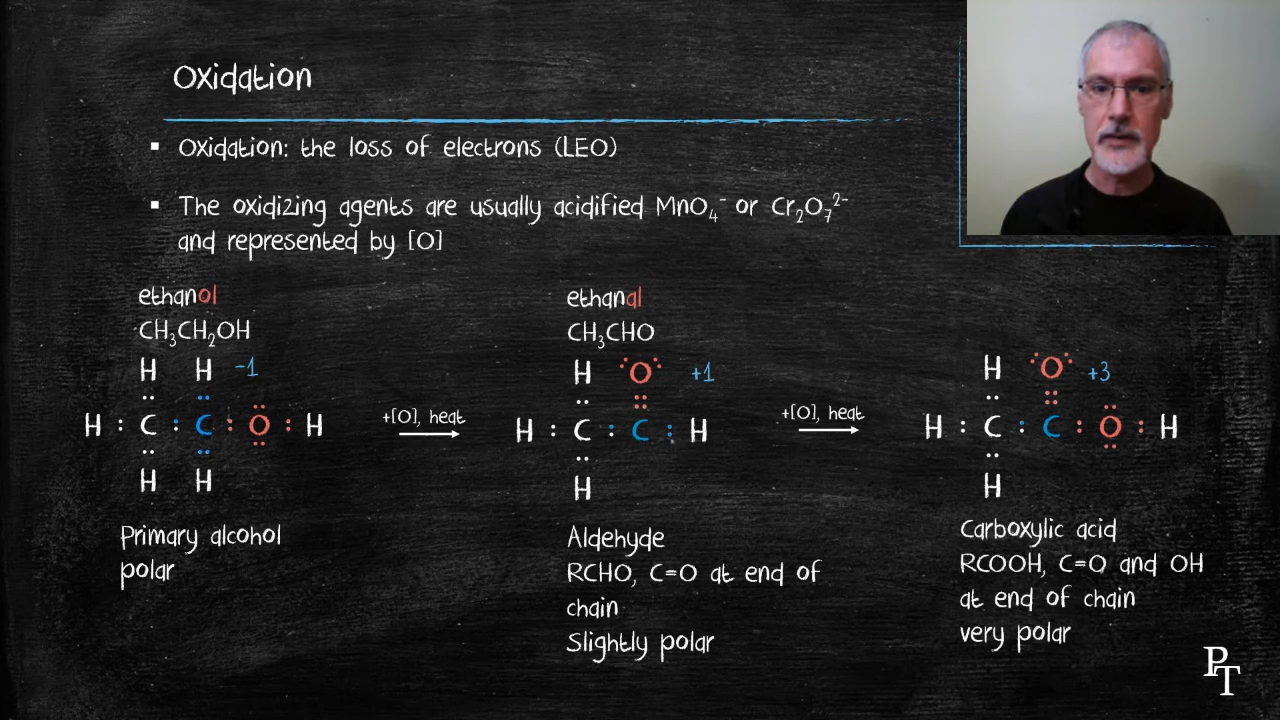 Oxidation
▪ Oxidation: the loss of electrons (LEO)
▪ The oxidizing agents are usually acidified MnO₄⁻ or Cr₂O₇²⁻
and represented by [O]
ethanol
CH₃CH₂OH
H H -1
H : C : C : O : H
H H
Primary alcohol
polar
+[O], heat
ethanal
CH₃CHO
H O +1
H : C : C : H
H
Aldehyde
RCHO, C=O at end of
chain
Slightly polar
+[O], heat
H O +3
H : C : C : O : H
H
Carboxylic acid
RCOOH, C=O and OH
at end of chain
very polar
PT